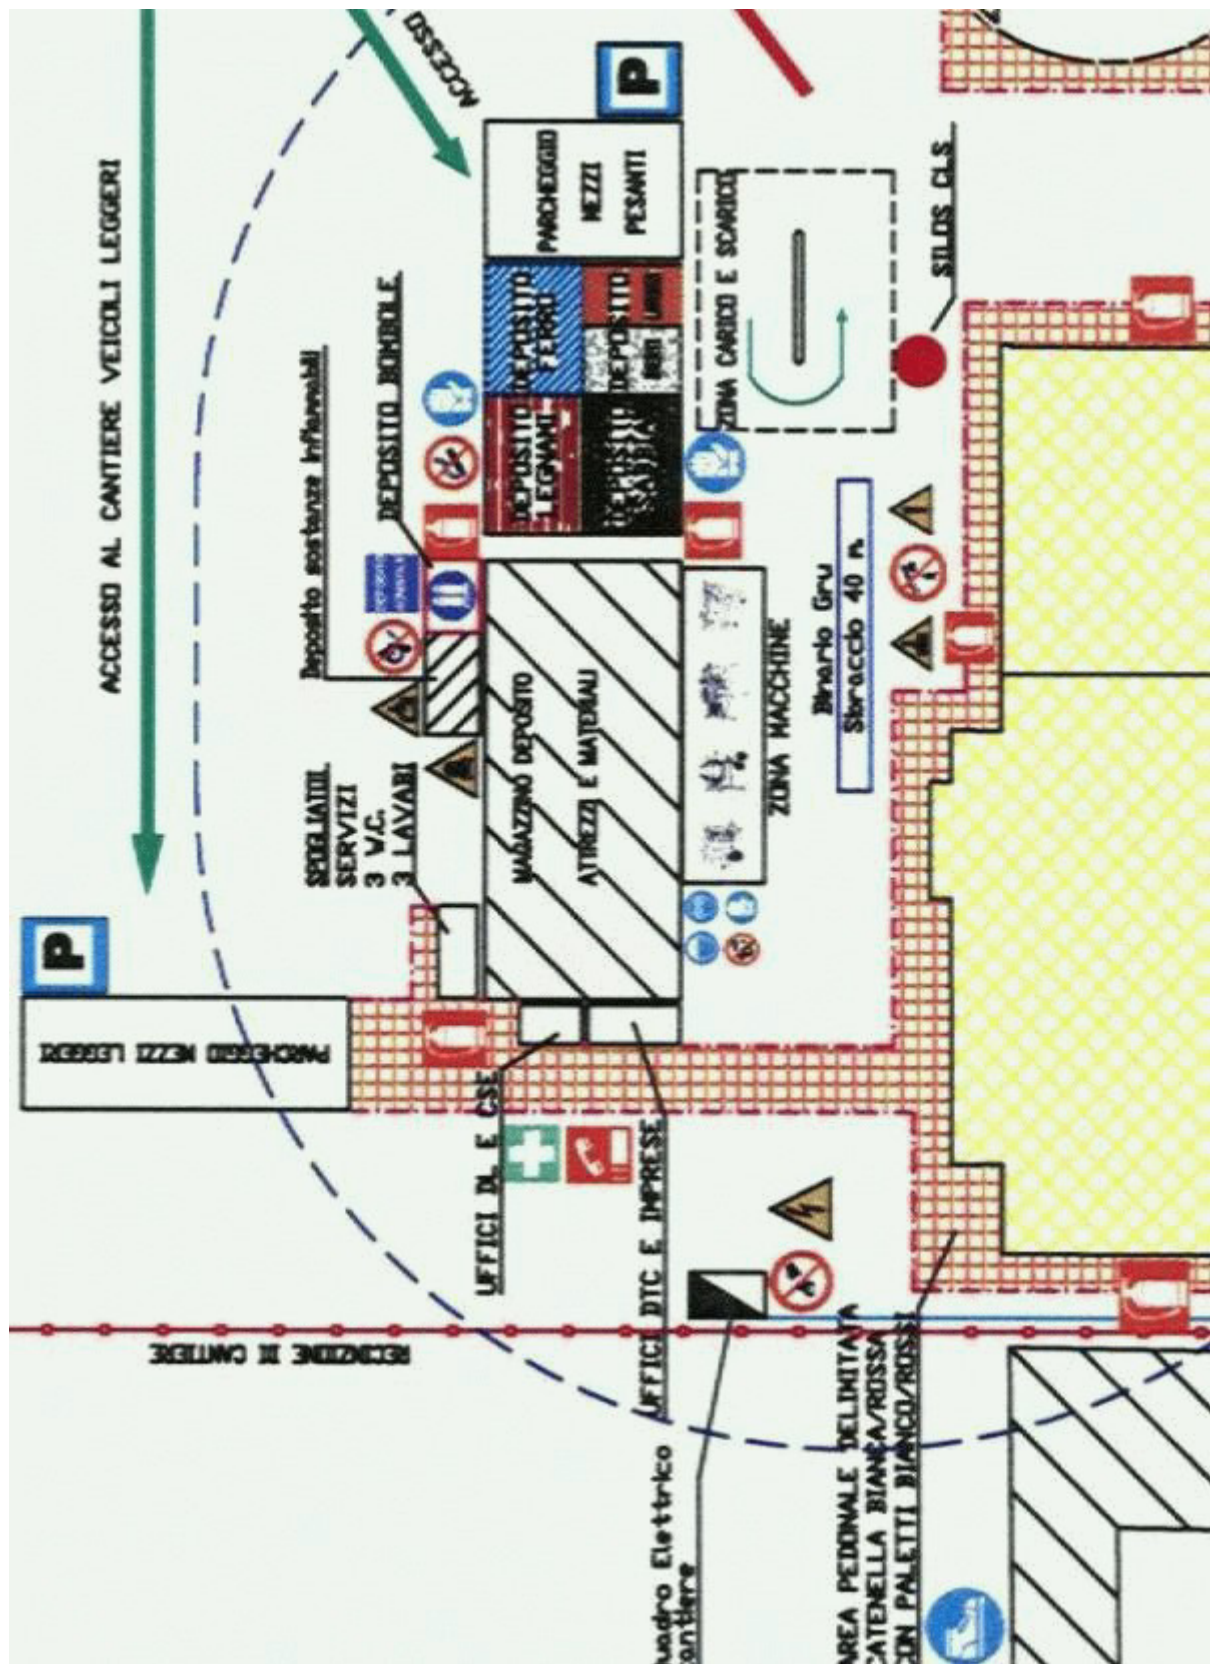 ACCESSO AL CANTIERE VEICOLI LEGGERI
ACCESSO
P
PARCHEGGIO
MEZZI
PESANTI
ZONA CARICO E SCARICO
SILOS CLS
DEPOSITO
FERRO
DEPOSITO
DEPOSITO
LEGNAMI
DEPOSITO
SABBIA
DEPOSITO BOMBOLE
Deposito sostanze infiammabili
MAGAZZINO DEPOSITO
ATTREZZI E MATERIALI
ZONA MACCHINE
Binario Gru
Sbraccio 40 m.
SPOGLIATOI
SERVIZI
3 W.C.
3 LAVABI
P
PARCHEGGIO MEZZI LEGGERI
UFFICI DL E CSE
UFFICI DTC E IMPRESE
RECINZIONE DI CANTIERE
Quadro Elettrico
cantiere
AREA PEDONALE DELIMITATA
CATENELLA BIANCA/ROSSA
CON PALETTI BIANCO/ROSSI